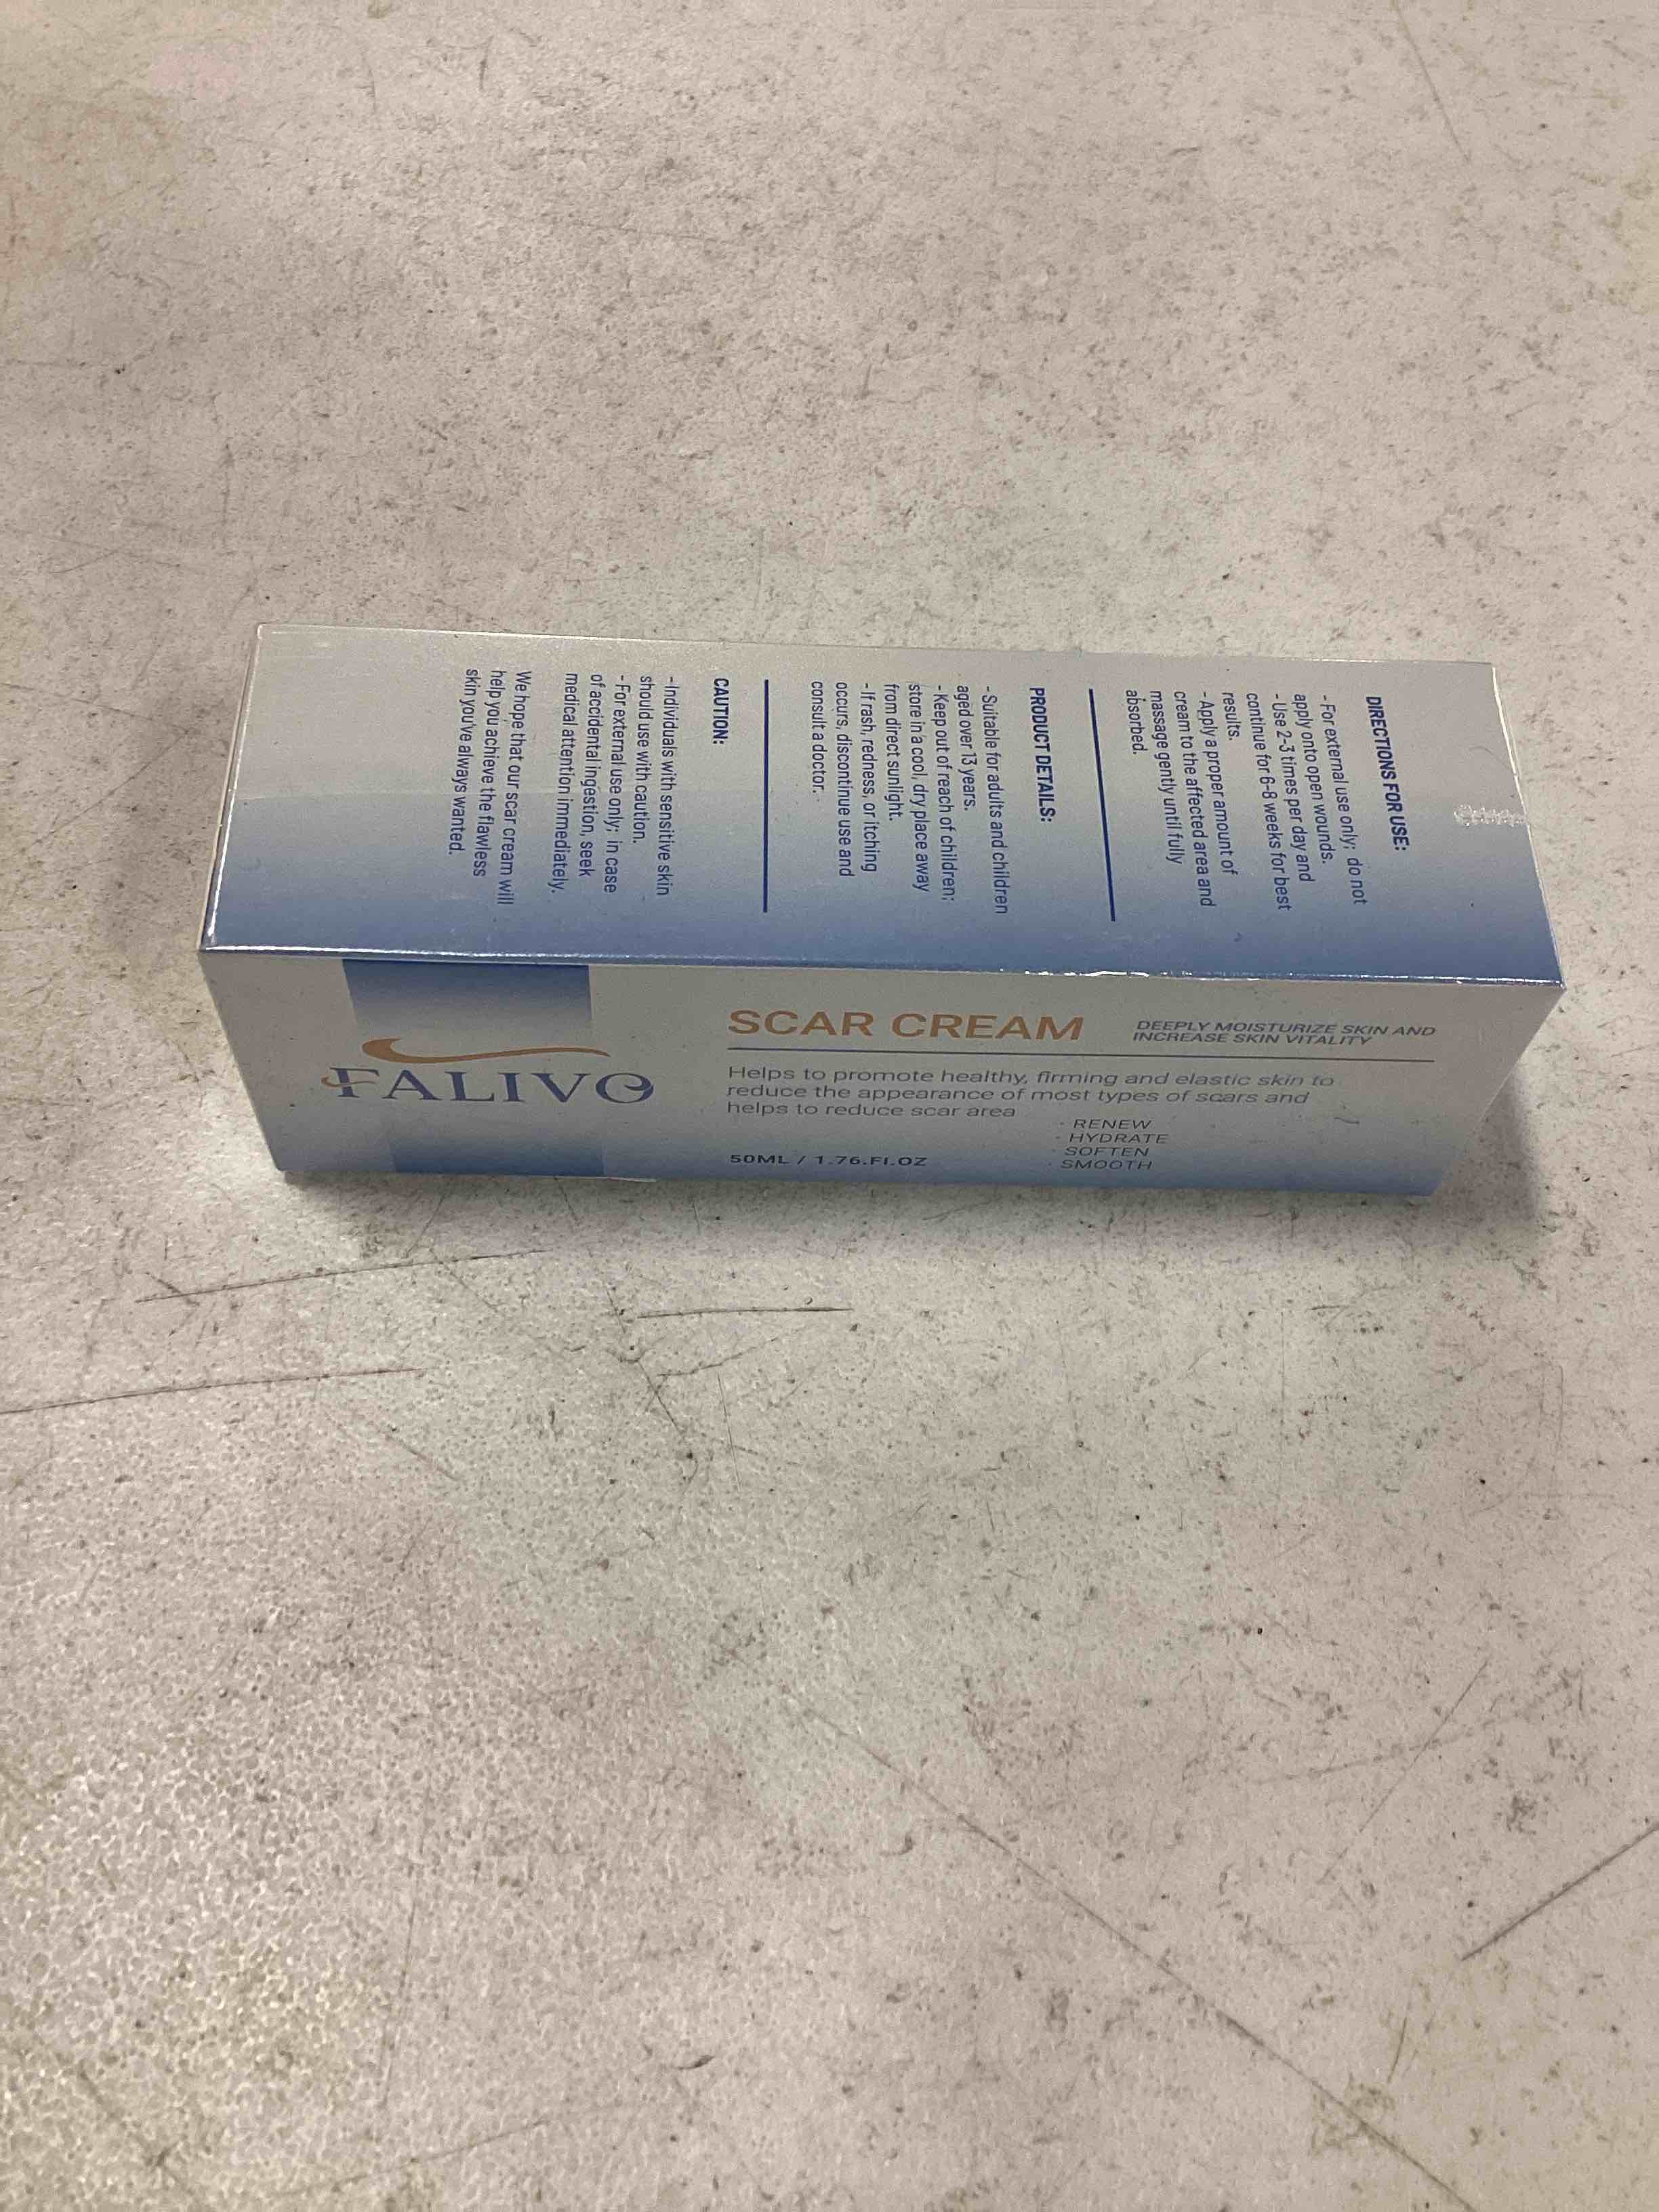 FALIVO
SCAR CREAM
DEEPLY MOISTURIZE SKIN AND
INCREASE SKIN VITALITY
Helps to promote healthy, firming and elastic skin to
reduce the appearance of most types of scars and
helps to reduce scar area
· RENEW
· HYDRATE
· SOFTEN
· SMOOTH
50ML / 1.76.FI.OZ
DIRECTIONS FOR USE:
- For external use only; do not
apply onto open wounds.
- Use 2-3 times per day and
continue for 6-8 weeks for best
results.
- Apply a proper amount of
cream to the affected area and
massage gently until fully
absorbed.
PRODUCT DETAILS:
- Suitable for adults and children
aged over 13 years.
- Keep out of reach of children;
store in a cool, dry place away
from direct sunlight.
- If rash, redness, or itching
occurs, discontinue use and
consult a doctor.
CAUTION:
- Individuals with sensitive skin
should use with caution.
- For external use only; in case
of accidental ingestion, seek
medical attention immediately.
We hope that our scar cream will
help you achieve the flawless
skin you've always wanted.